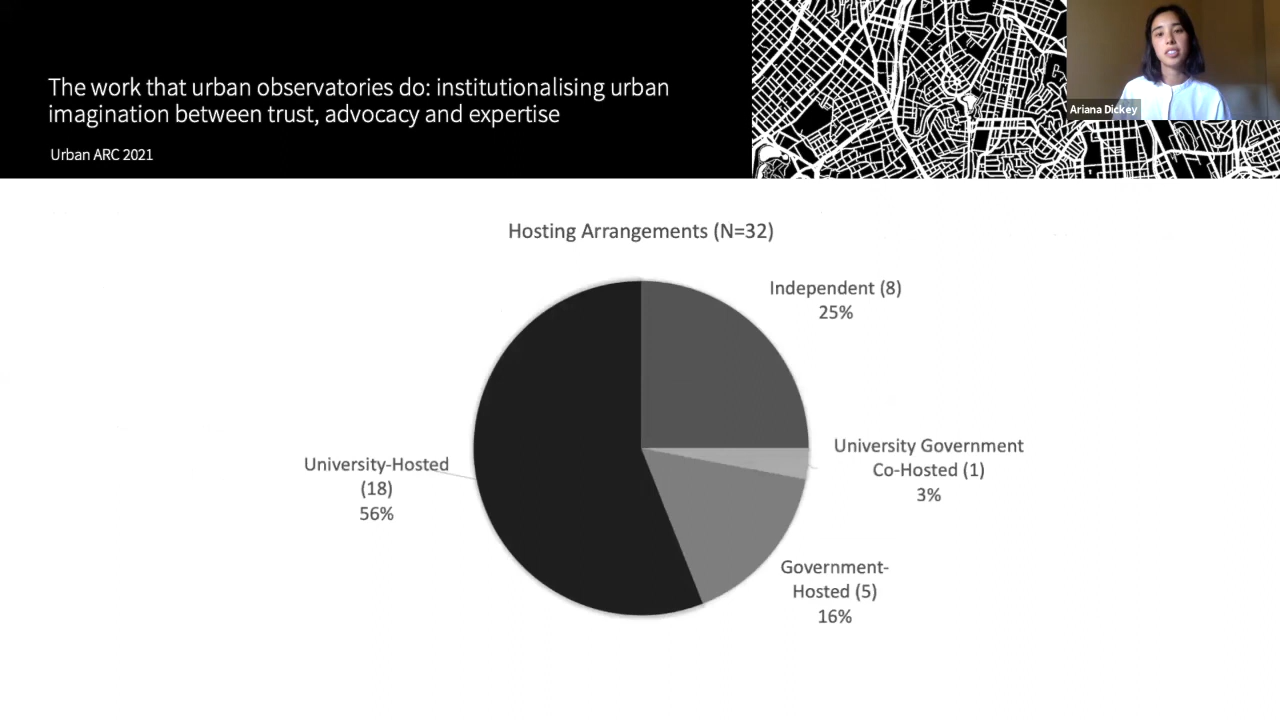 The work that urban observatories do: institutionalising urban
imagination between trust, advocacy and expertise
Urban ARC 2021
Ariana Dickey
Hosting Arrangements (N=32)
Independent (8)
25%
University Government
Co-Hosted (1)
3%
Government-
Hosted (5)
16%
University-Hosted
(18)
56%